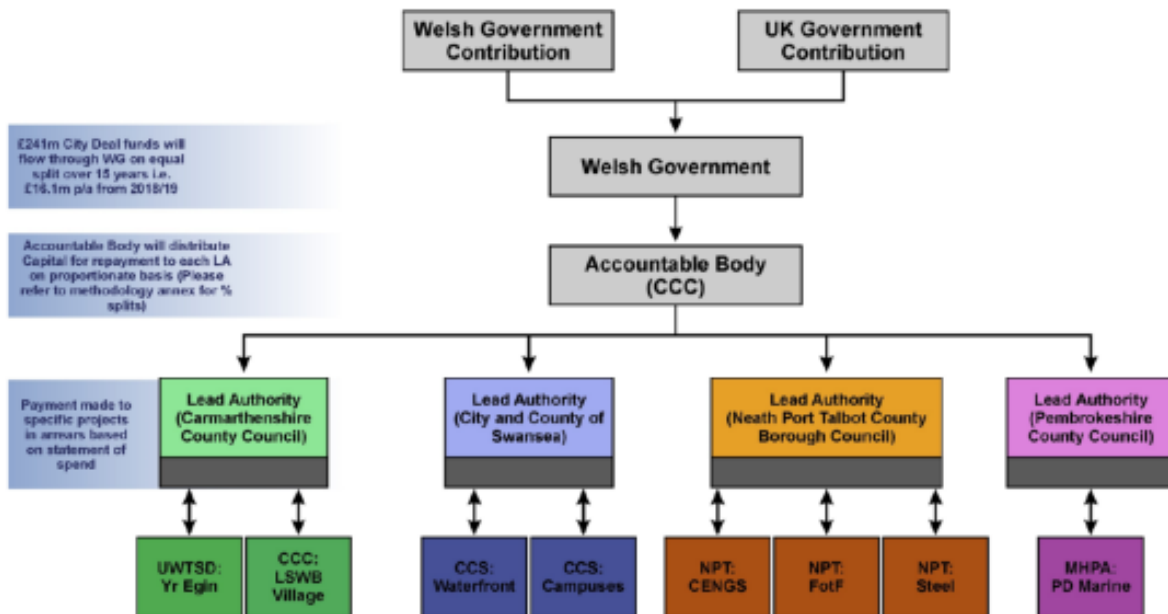 Welsh Government
Contribution
UK Government
Contribution
£241m City Deal funds will
flow through WG on equal
split over 15 years i.e.
£16.1m p/a from 2018/19
Welsh Government
Accountable Body will distribute
Capital for repayment to each LA
on proportionate basis (Please
refer to methodology annex for %
splits)
Accountable Body
(CCC)
Payment made to
specific projects
in arrears based
on statement of
spend
Lead Authority
(Carmarthenshire
County Council)
Lead Authority
(City and County of
Swansea)
Lead Authority
(Neath Port Talbot County
Borough Council)
Lead Authority
(Pembrokeshire
County Council)
UWTSD:
Yr Egin
CCC:
LSWB
Village
CCS:
Waterfront
CCS:
Campuses
NPT:
CENGS
NPT:
FotF
NPT:
Steel
MHPA:
PD Marine